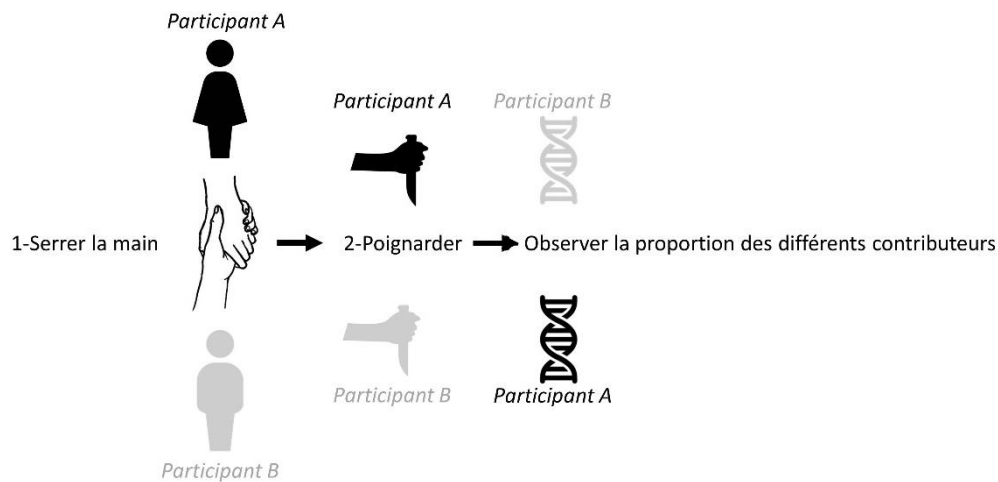 Participant A
Participant A
Participant B
1-Serrer la main
2-Poignarder
Observer la proportion des différents contributeurs
Participant B
Participant A
Participant B